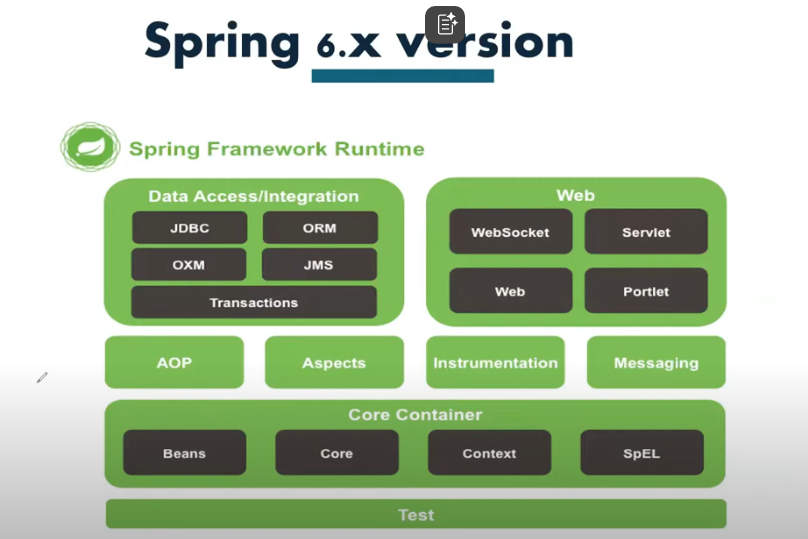 Spring 6.x version
Spring Framework Runtime
Data Access/Integration
JDBC
ORM
OXM
JMS
Transactions
Web
WebSocket
Servlet
Web
Portlet
AOP
Aspects
Instrumentation
Messaging
Core Container
Beans
Core
Context
SpEL
Test